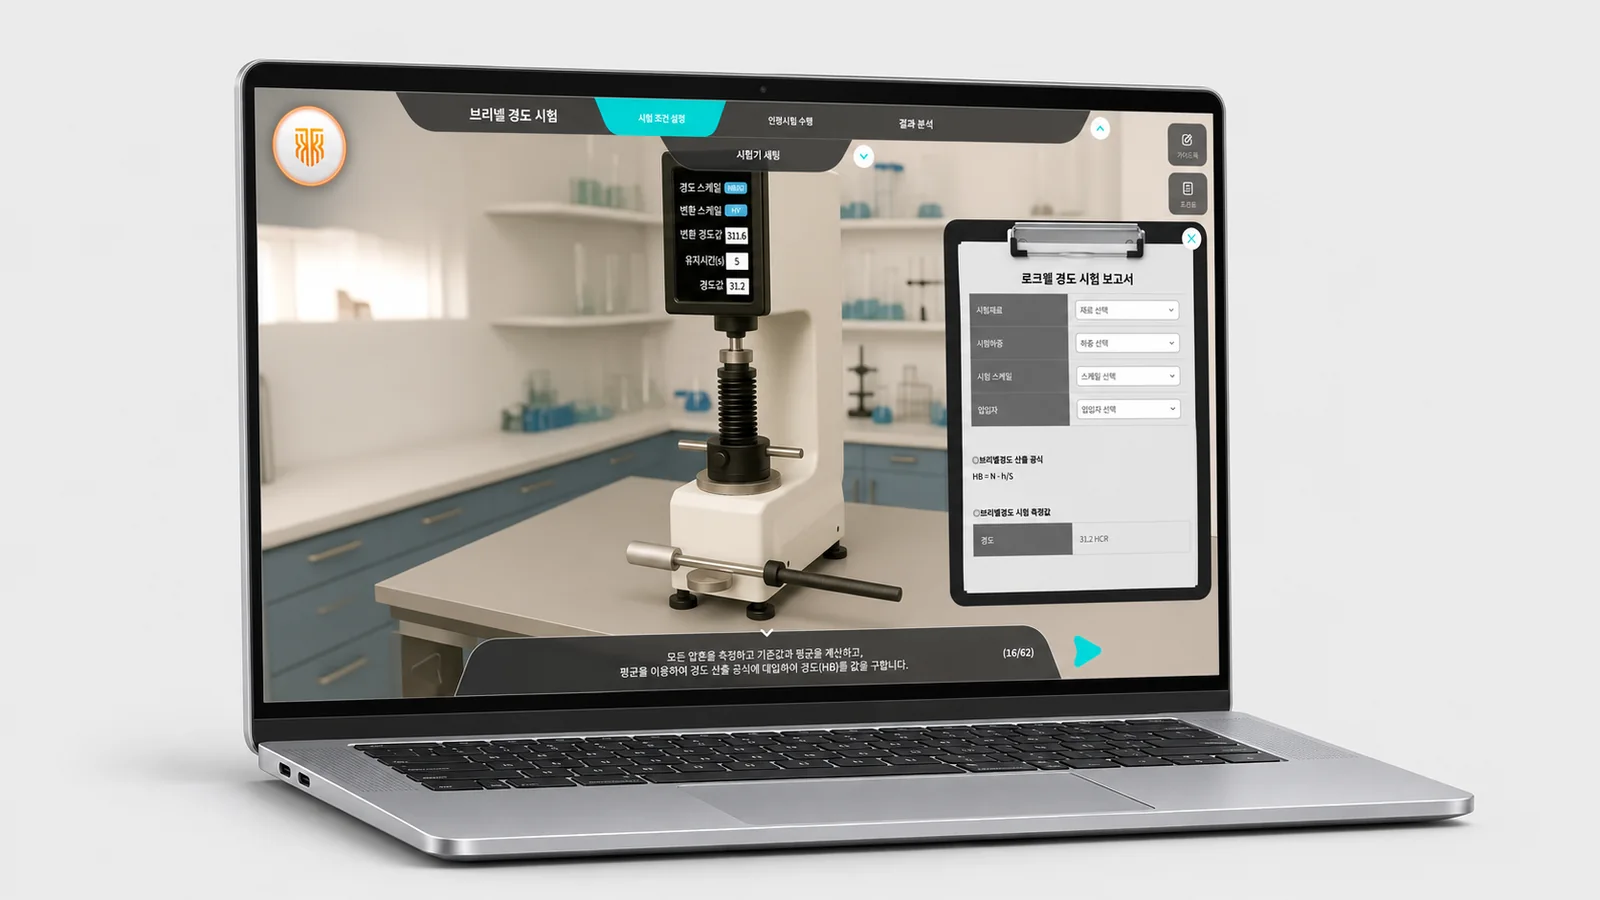 브리넬 경도 시험
시험 조건 설정
인장시험 수행
결과 분석
시험기 세팅
가이드북
경도 스케일
변환 스케일 HV
변환 경도값 311.6
유지시간(s) 5
경도값 31.2
로크웰 경도 시험 보고서
시험재료 재료 선택
시험하중 하중 선택
시험 스케일 스케일 선택
압입자 압입자 선택
○브리넬경도 산출 공식
HB = N - h/S
○브리넬경도 시험 측정값
경도 31.2 HCR
모든 압흔을 측정하고 기준값과 평균을 계산하고,
평균을 이용하여 경도 산출 공식에 대입하여 경도(HB)를 값을 구합니다.
(16/62)